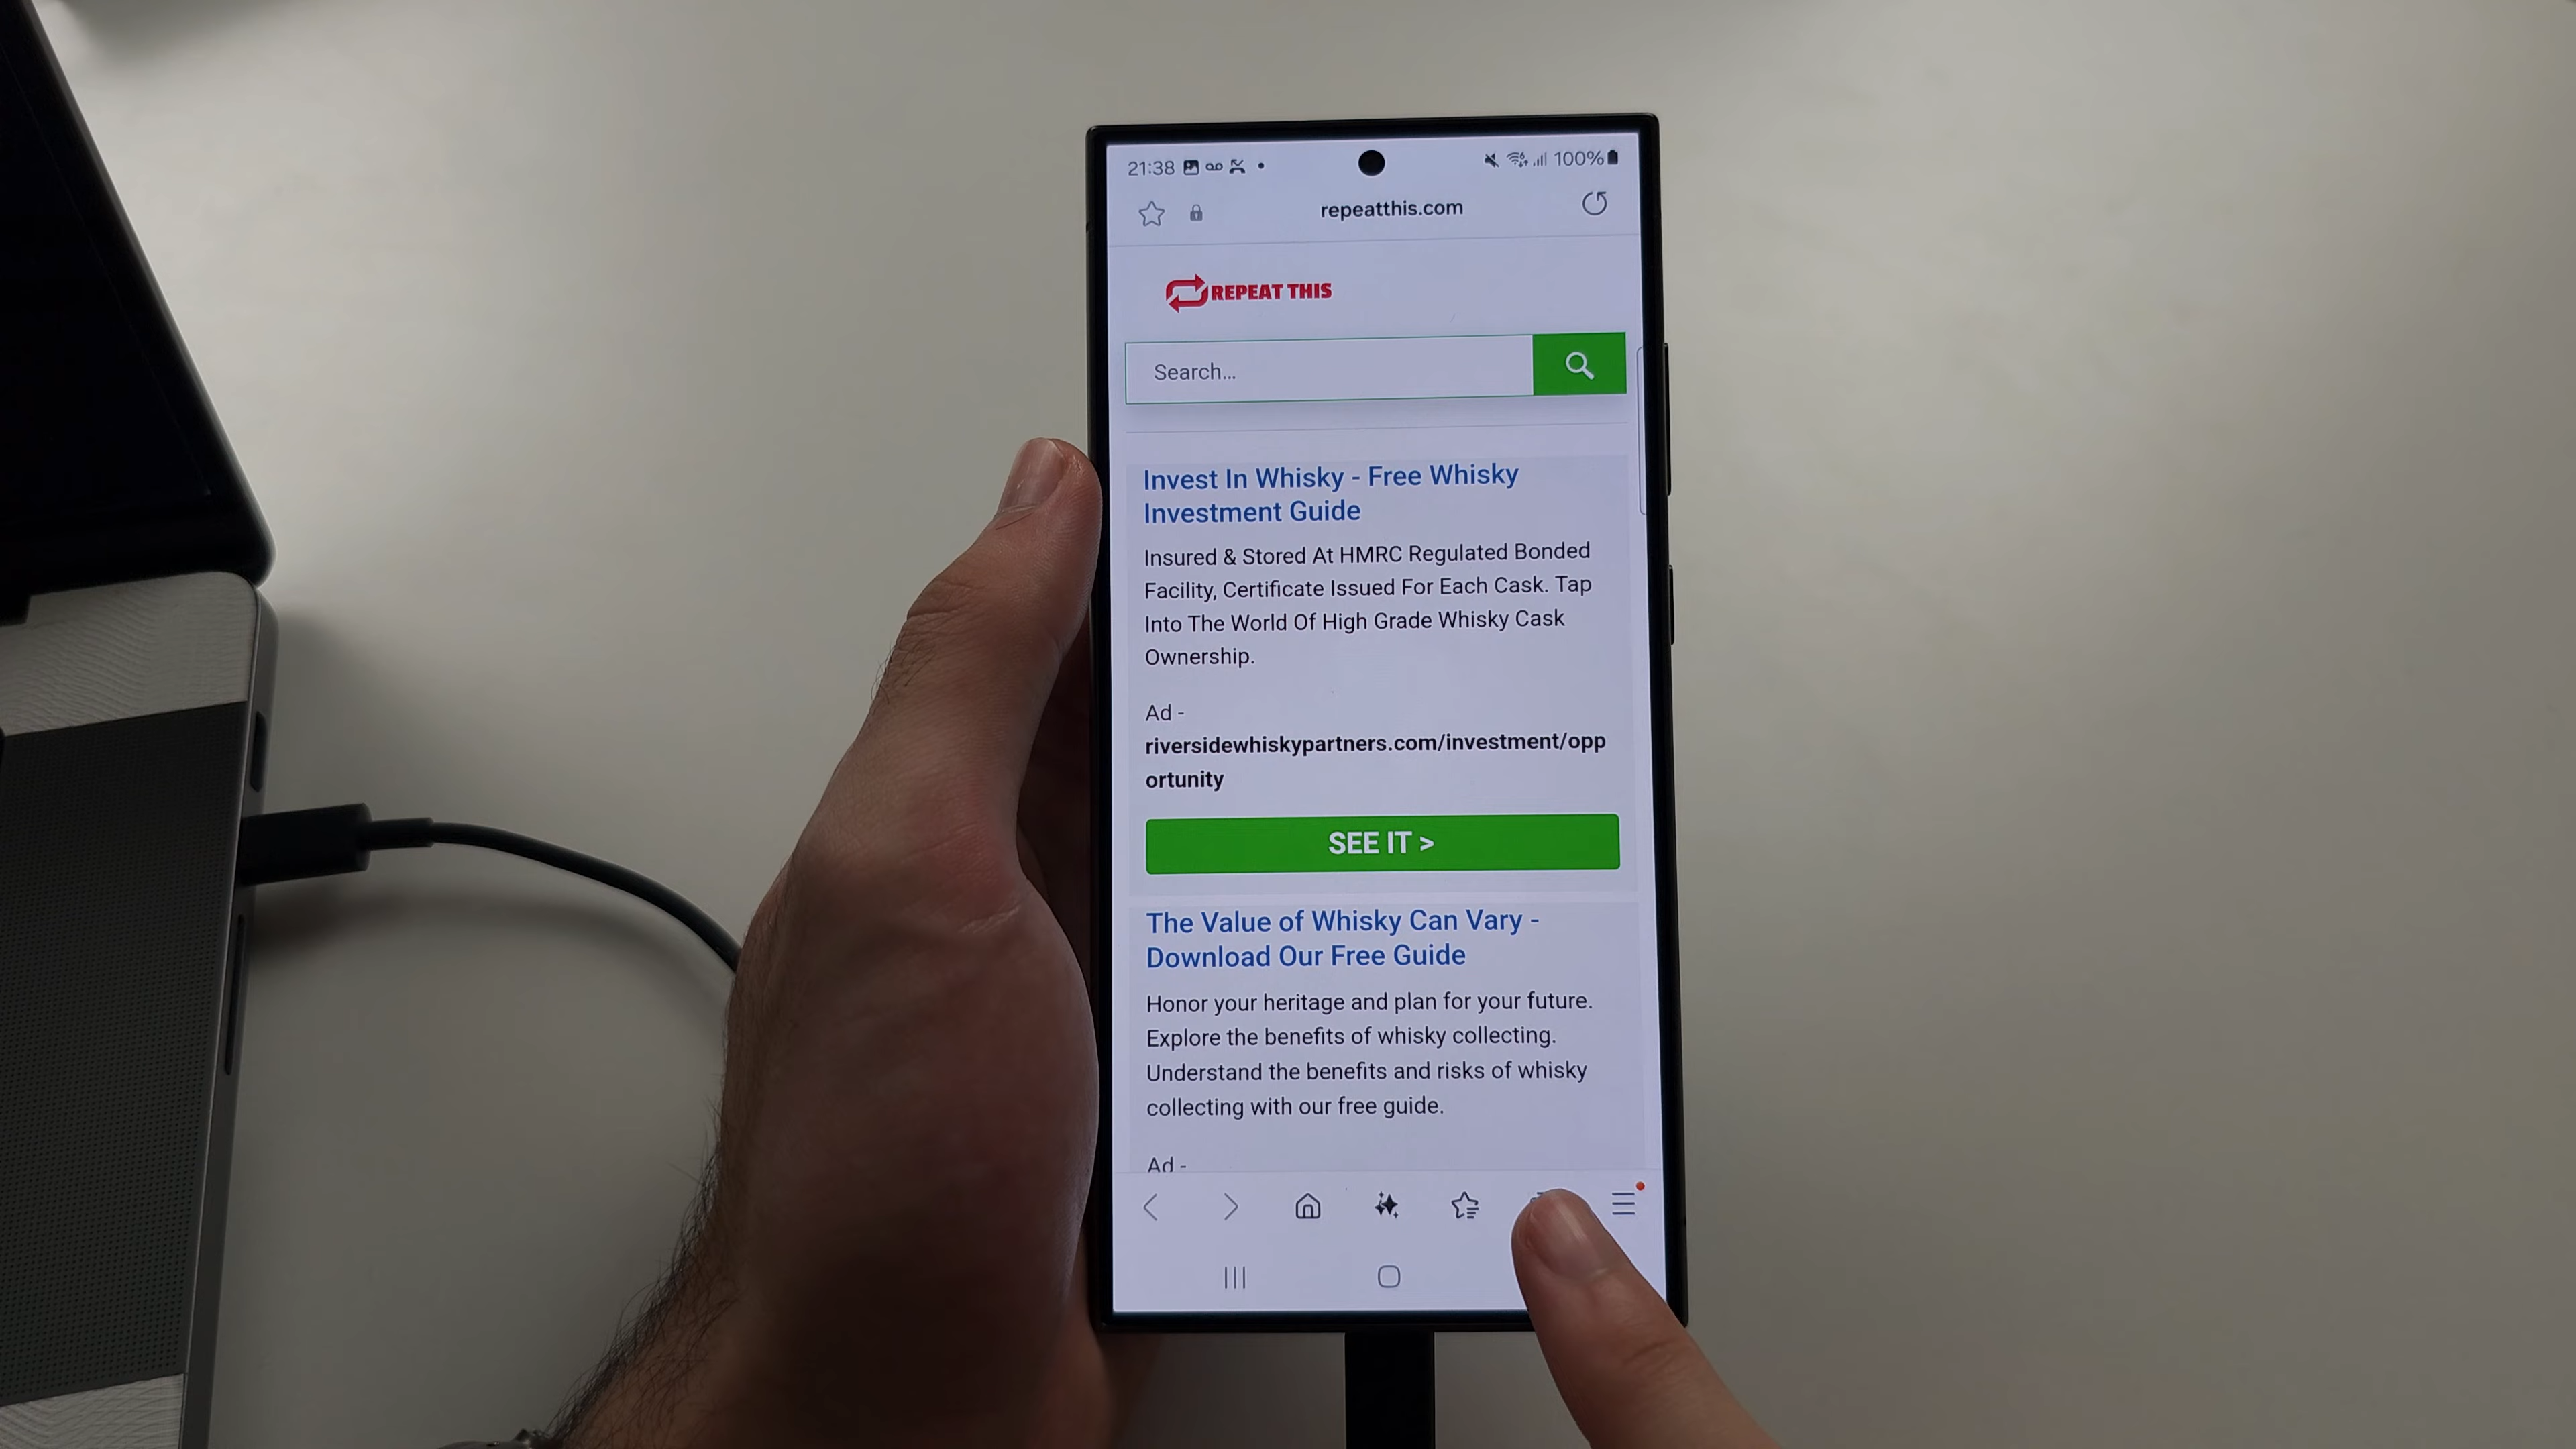 21:38
100%
repeatthis.com
REPEAT THIS
Search...
Invest In Whisky - Free Whisky
Investment Guide
Insured & Stored At HMRC Regulated Bonded
Facility, Certificate Issued For Each Cask. Tap
Into The World Of High Grade Whisky Cask
Ownership.
Ad -
riversidewhiskypartners.com/investment/opp
ortunity
SEE IT >
The Value of Whisky Can Vary -
Download Our Free Guide
Honor your heritage and plan for your future.
Explore the benefits of whisky collecting.
Understand the benefits and risks of whisky
collecting with our free guide.
Ad -